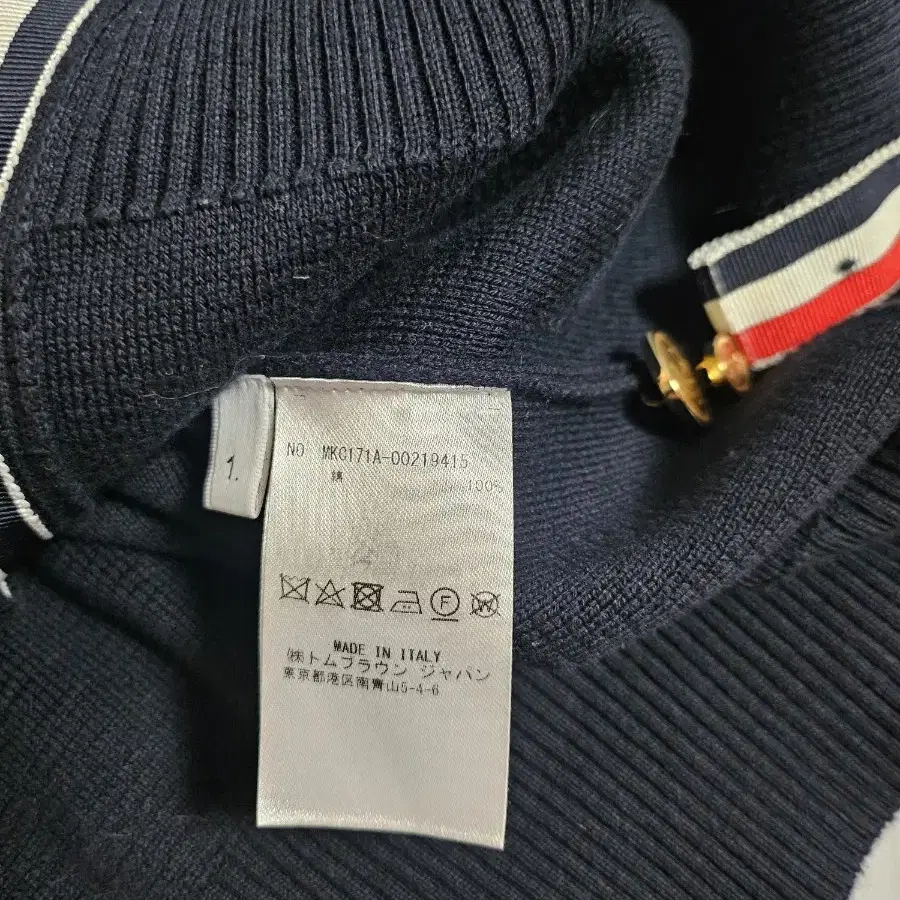 1.
NO MKC171A-00219415
綿 100%
F
W
MADE IN ITALY
㈱トムブラウン ジャパン
東京都港区南青山5-4-6